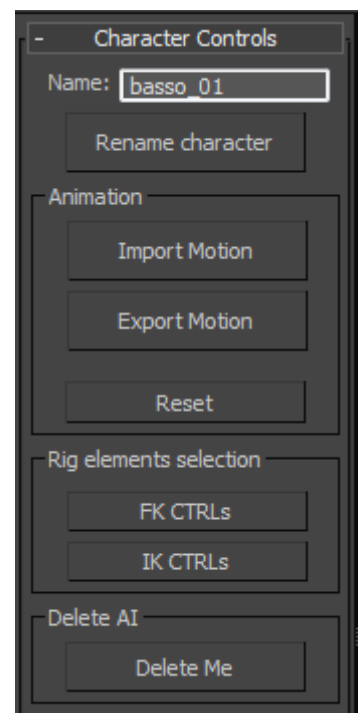 - Character Controls
Name: basso_01
Rename character
Animation
Import Motion
Export Motion
Reset
Rig elements selection
FK CTRLs
IK CTRLs
Delete AI
Delete Me